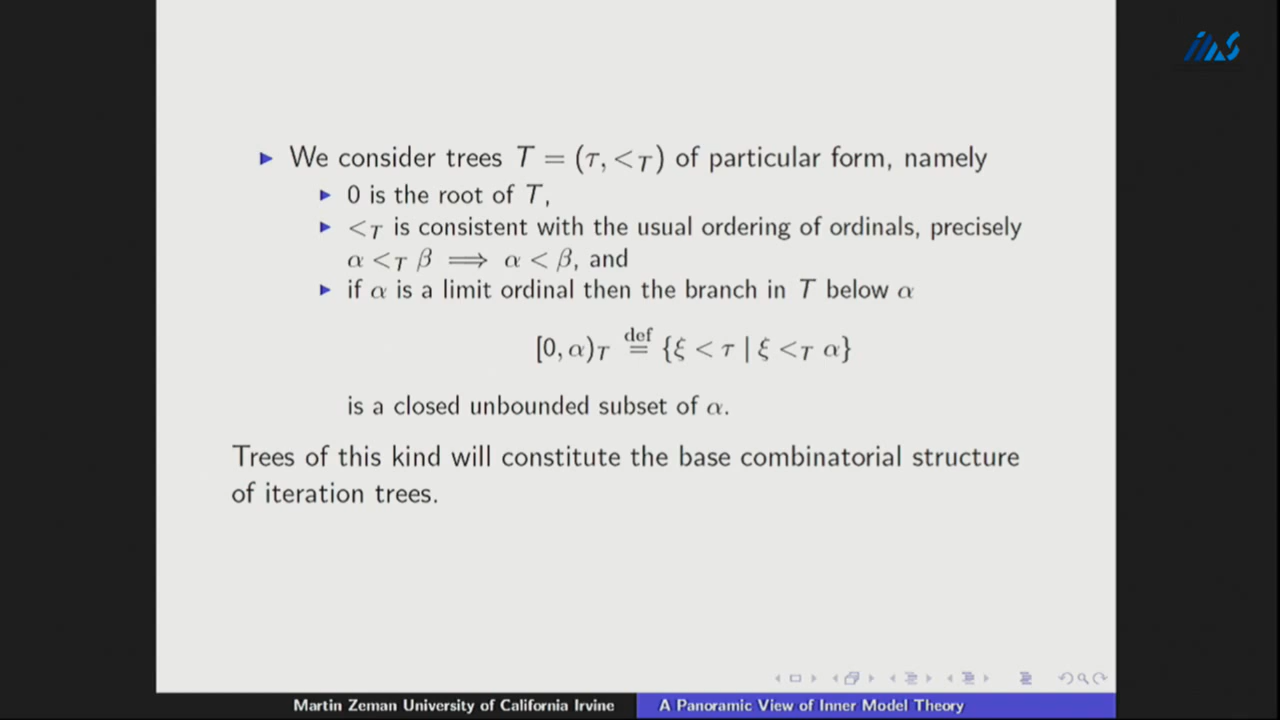 We consider trees T = (τ, <_T) of particular form, namely
0 is the root of T,
<_T is consistent with the usual ordering of ordinals, precisely
α <_T β ⟹ α < β, and
if α is a limit ordinal then the branch in T below α
[0, α)_T def= {ξ < τ | ξ <_T α}
is a closed unbounded subset of α.
Trees of this kind will constitute the base combinatorial structure
of iteration trees.
Martin Zeman University of California Irvine
A Panoramic View of Inner Model Theory